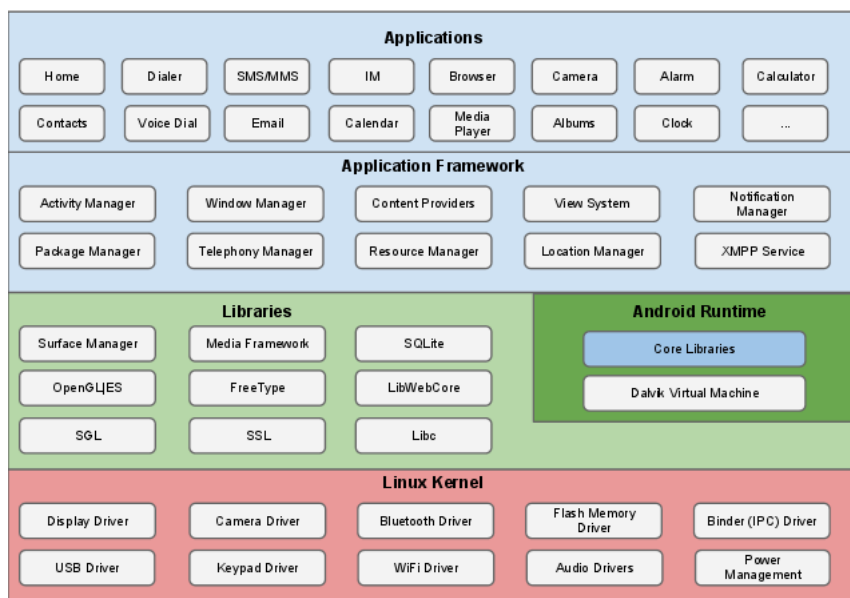 Applications
Home
Dialer
SMS/MMS
IM
Browser
Camera
Alarm
Calculator
Contacts
Voice Dial
Email
Calendar
Media
Player
Albums
Clock
...
Application Framework
Activity Manager
Window Manager
Content Providers
View System
Notification
Manager
Package Manager
Telephony Manager
Resource Manager
Location Manager
XMPP Service
Libraries
Surface Manager
Media Framework
SQLite
OpenGL|ES
FreeType
LibWebCore
SGL
SSL
Libc
Android Runtime
Core Libraries
Dalvik Virtual Machine
Linux Kernel
Display Driver
Camera Driver
Bluetooth Driver
Flash Memory
Driver
Binder (IPC) Driver
USB Driver
Keypad Driver
WiFi Driver
Audio Drivers
Power
Management